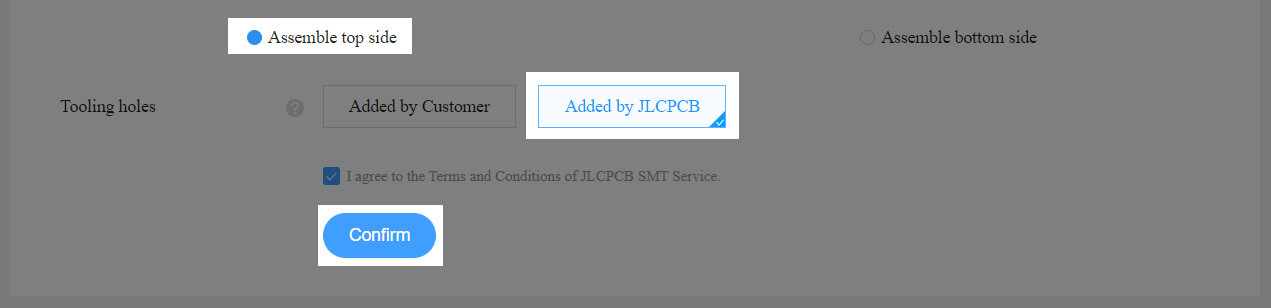 Assemble top side
Assemble bottom side
Tooling holes
?
Added by Customer
Added by JLCPCB
I agree to the Terms and Conditions of JLCPCB SMT Service.
Confirm